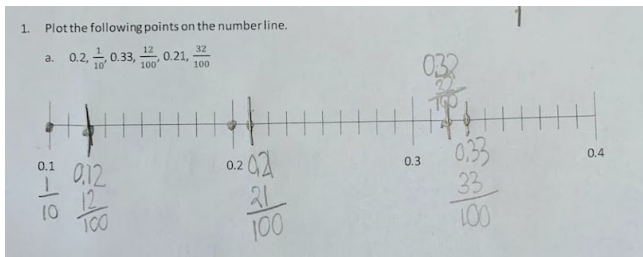 1. Plot the following points on the number line.
a. 0.2, 1/10, 0.33, 12/100, 0.21, 32/100
0.32
32/100
0.1 0.12 0.2 0.21 0.3 0.33 0.4
1/10 12/100 21/100 33/100